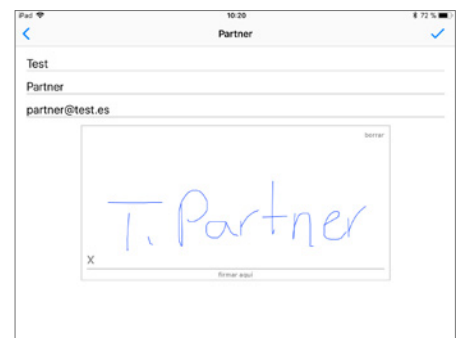 iPad 10:20 72 %
Partner
Test
Partner
partner@test.es
borrar
T. Partner
X
firmar aquí